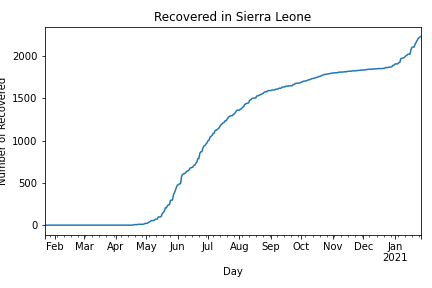 Recovered in Sierra Leone
Number of Recovered
2000
1500
1000
500
0
Feb Mar Apr May Jun Jul Aug Sep Oct Nov Dec Jan
2021
Day